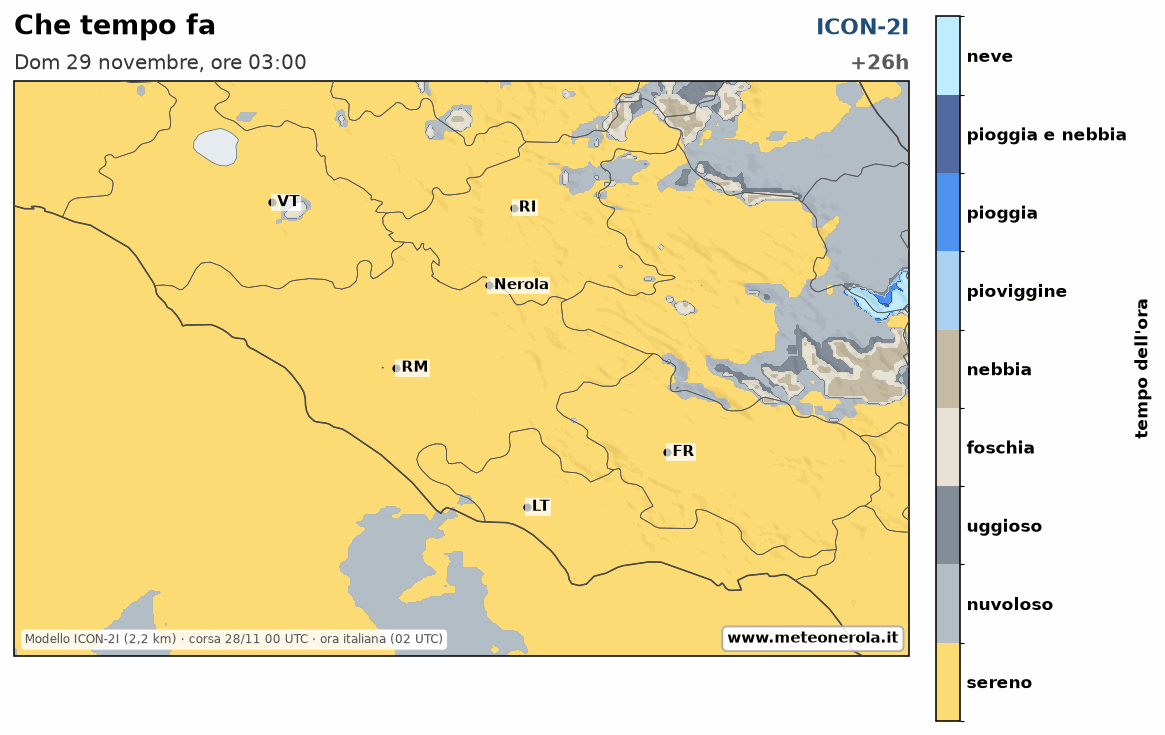 Che tempo fa
ICON-2I
Dom 29 novembre, ore 03:00
+26h
VT
RI
Nerola
RM
FR
LT
Modello ICON-2I (2,2 km) · corsa 28/11 00 UTC · ora italiana (02 UTC)
www.meteonerola.it
neve
pioggia e nebbia
pioggia
pioviggine
nebbia
foschia
uggioso
nuvoloso
sereno
tempo dell'ora